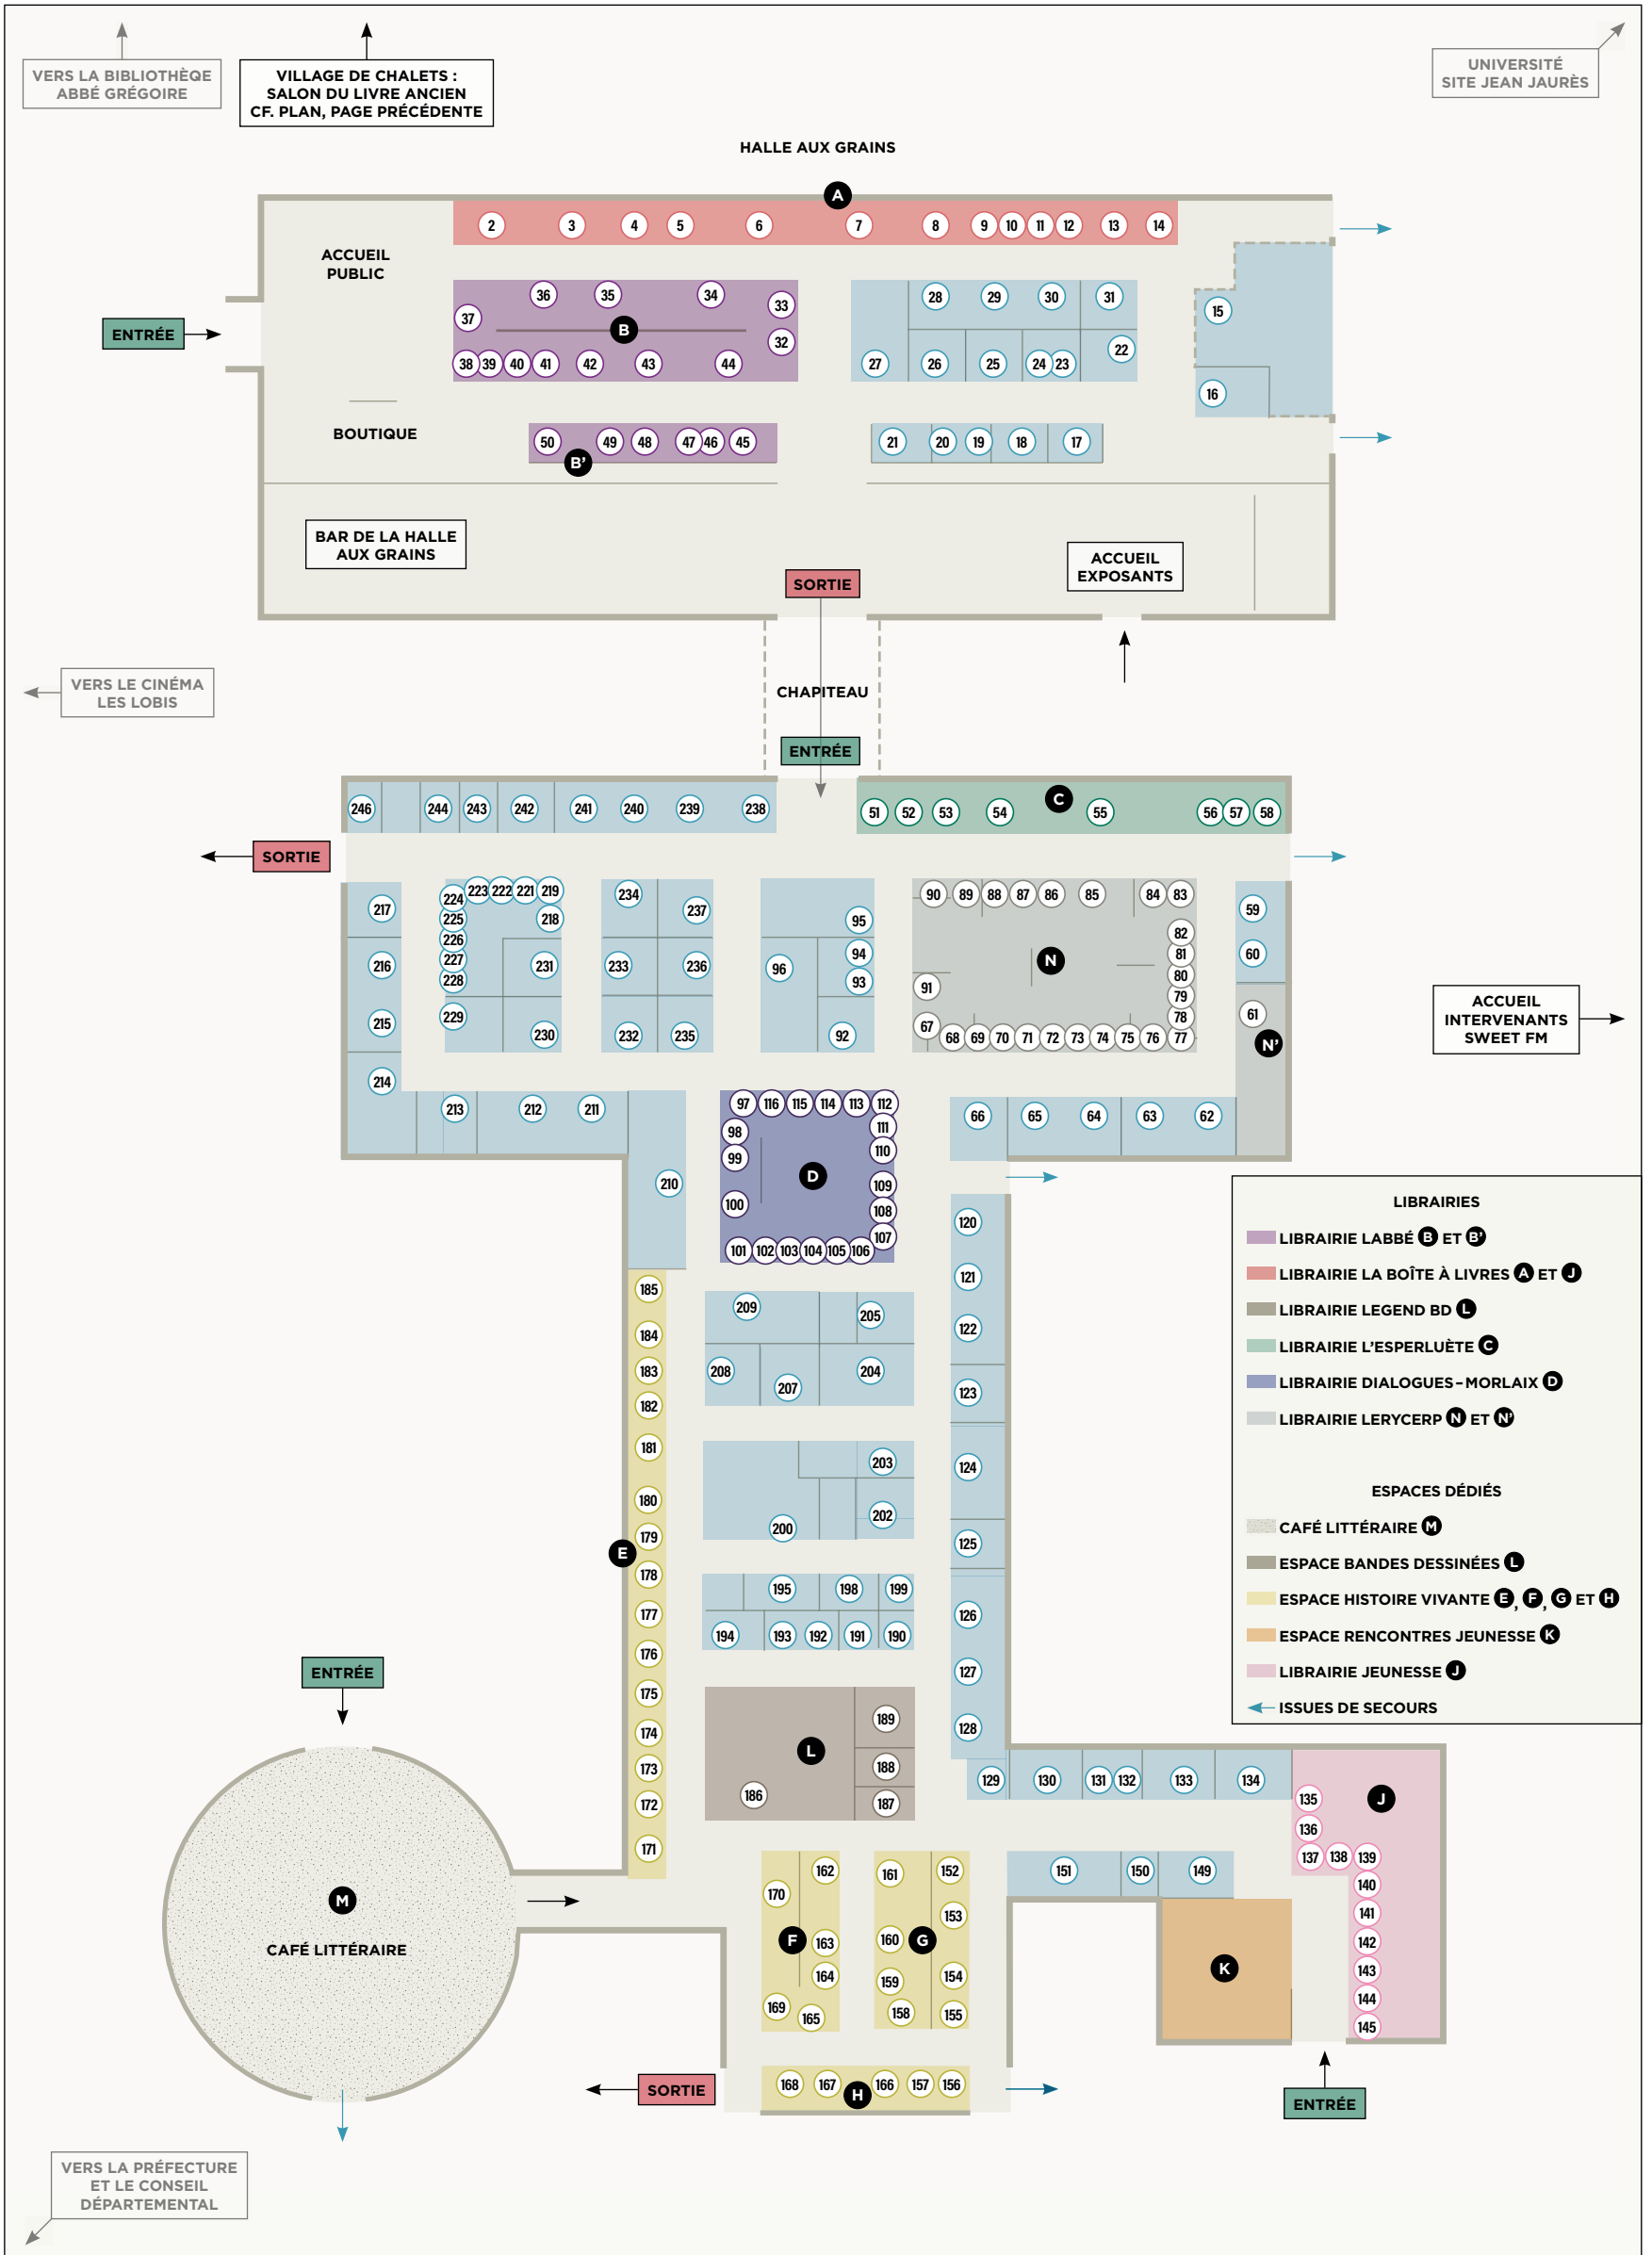 VERS LA BIBLIOTHÈQE
ABBÉ GRÉGOIRE
VILLAGE DE CHALETS :
SALON DU LIVRE ANCIEN
CF. PLAN, PAGE PRÉCÉDENTE
UNIVERSITÉ
SITE JEAN JAURÈS
HALLE AUX GRAINS
A
2 3 4 5 6 7 8 9 10 11 12 13 14
ACCUEIL
PUBLIC
36 35 34 33
37
B
32
38 39 40 41 42 43 44
28 29 30 31
27 26 25 24 23 22
15
16
ENTRÉE
BOUTIQUE
50 49 48 47 46 45
B’
21 20 19 18 17
BAR DE LA HALLE
AUX GRAINS
SORTIE
ACCUEIL
EXPOSANTS
VERS LE CINÉMA
LES LOBIS
CHAPITEAU
ENTRÉE
246 244 243 242 241 240 239 238
C
51 52 53 54 55 56 57 58
SORTIE
217
216
215
214
213 212 211
210
223 222 221 219
224
225
226
227
228
229
218
231
230
234 237
233 236
232 235
95
96 94
93
92
90 89 88 87 86 85 84 83
82
81
80
79
78
N
91
67
68 69 70 71 72 73 74 75 76 77
59
60
61
N’
66 65 64 63 62
ACCUEIL
INTERVENANTS
SWEET FM
97 116 115 114 113 112
98
99
100
D
111
110
109
108
107
101 102 103 104 105 106
120
121
122
123
124
125
126
127
128
185
184
183
182
181
180
179
178
177
176
175
174
173
172
171
E
209 205
208 207 204
203
200 202
195 198 199
194 193 192 191 190
L
189
188
187
186
129 130 131 132 133 134
135
136
137 138 139
140
141
142
143
144
145
J
151 150 149
K
ENTRÉE
162
170
F
163
164
169
165
161 152
153
160
G
159 154
158 155
168 167 H 166 157 156
SORTIE
ENTRÉE
M
CAFÉ LITTÉRAIRE
VERS LA PRÉFECTURE
ET LE CONSEIL
DÉPARTEMENTAL
LIBRAIRIES
LIBRAIRIE LABBÉ B ET B’
LIBRAIRIE LA BOÎTE À LIVRES A ET J
LIBRAIRIE LEGEND BD L
LIBRAIRIE L’ESPERLUÈTE C
LIBRAIRIE DIALOGUES–MORLAIX D
LIBRAIRIE LERYCERP N ET N’
ESPACES DÉDIÉS
CAFÉ LITTÉRAIRE M
ESPACE BANDES DESSINÉES L
ESPACE HISTOIRE VIVANTE E, F, G ET H
ESPACE RENCONTRES JEUNESSE K
LIBRAIRIE JEUNESSE J
ISSUES DE SECOURS